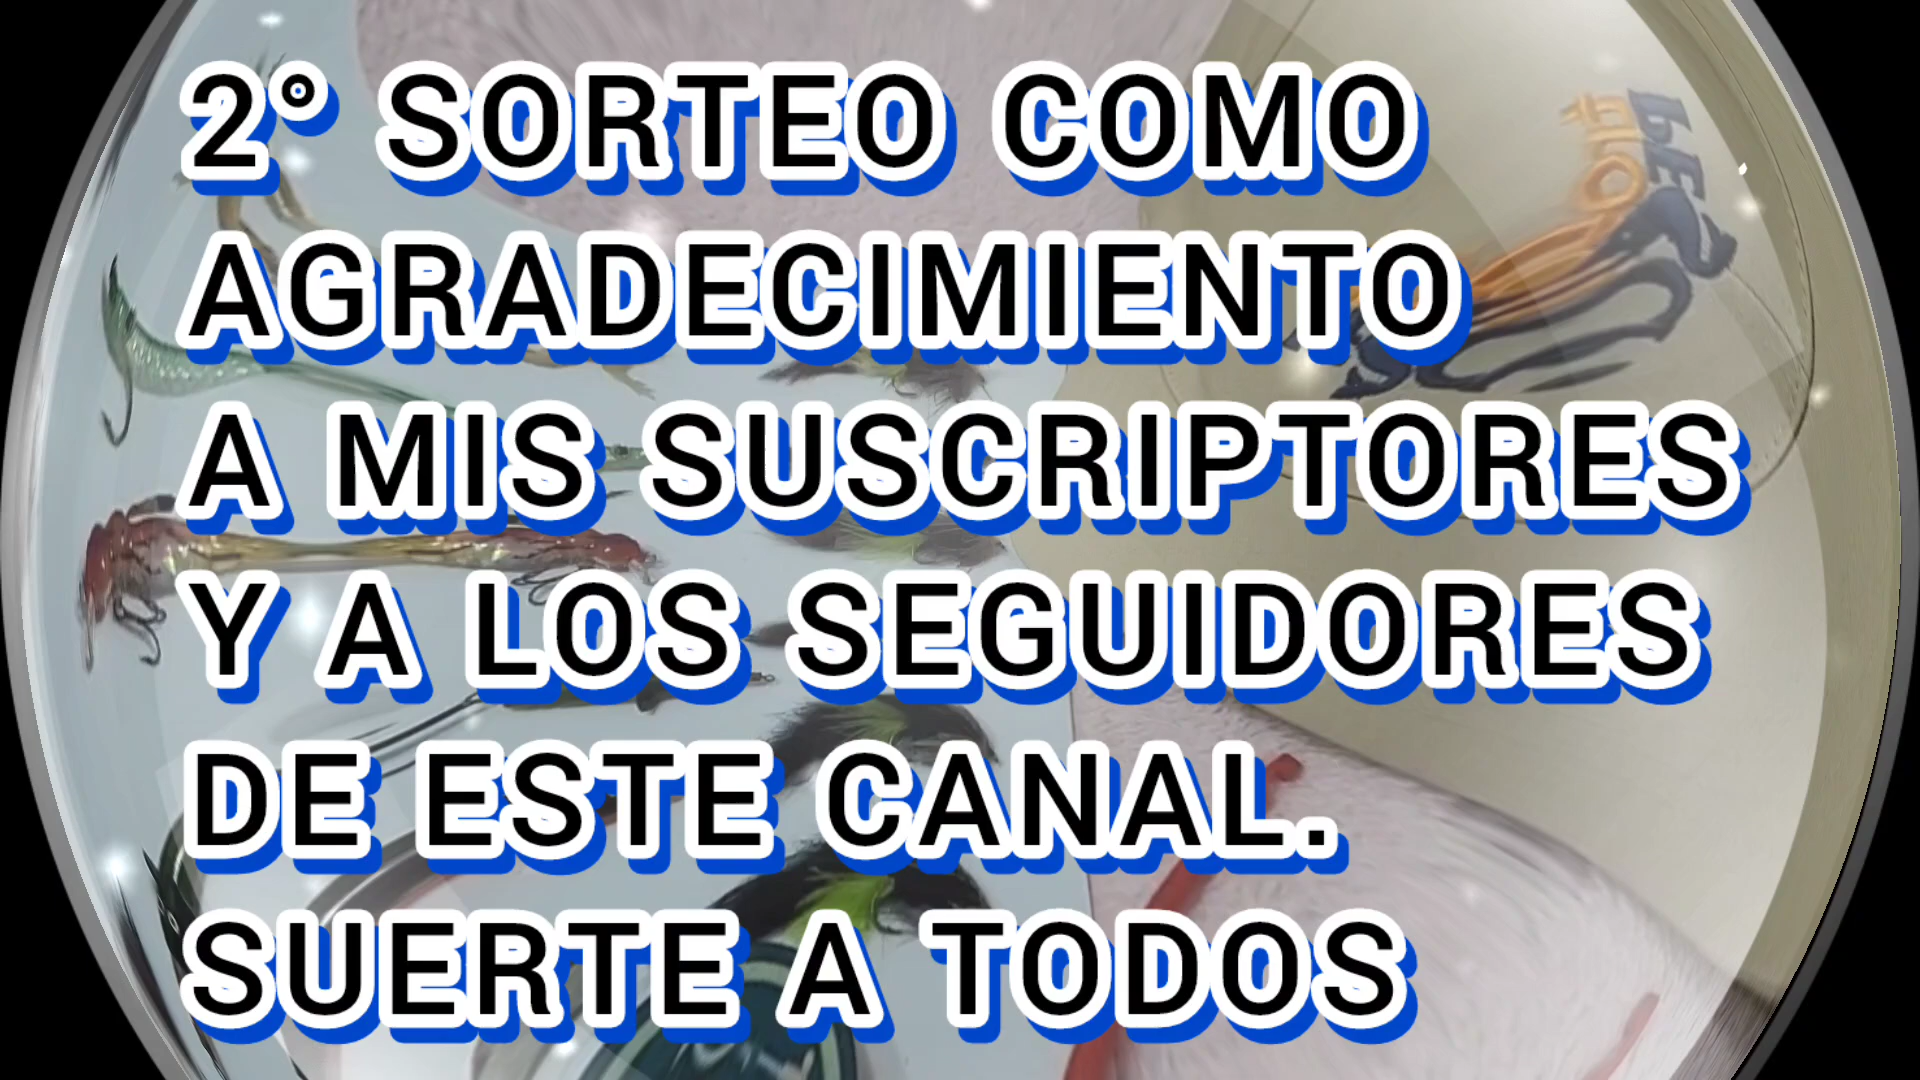 2° SORTEO COMO
AGRADECIMIENTO
A MIS SUSCRIPTORES
Y A LOS SEGUIDORES
DE ESTE CANAL.
SUERTE A TODOS